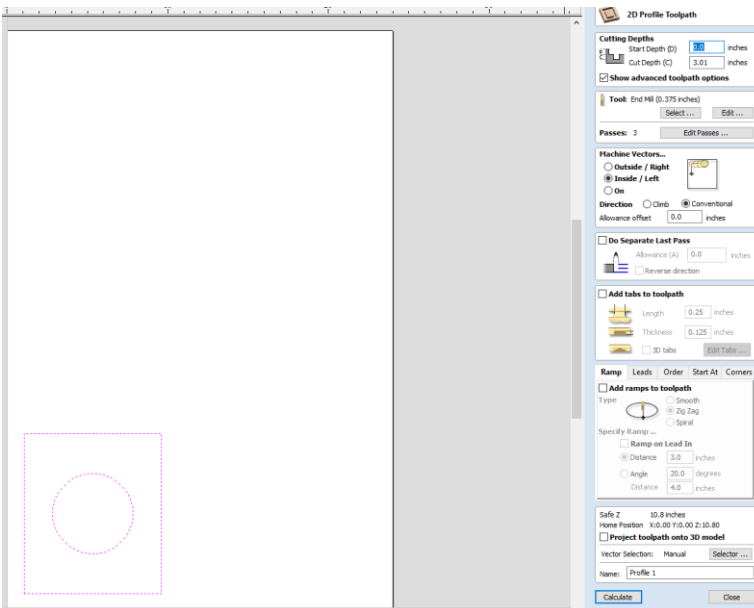 2D Profile Toolpath
Cutting Depths
Start Depth (D) 0.0 inches
Cut Depth (C) 3.01 inches
Show advanced toolpath options
Tool: End Mill (0.375 inches)
Select ... Edit ...
Passes: 3 Edit Passes ...
Machine Vectors...
Outside / Right
Inside / Left
On
Direction Climb Conventional
Allowance offset 0.0 inches
Do Separate Last Pass
Allowance (A) 0.0 inches
Reverse direction
Add tabs to toolpath
Length 0.25 inches
Thickness 0.125 inches
3D tabs Edit Tabs ...
Ramp Leads Order Start At Corners
Add ramps to toolpath
Type Smooth
Zig Zag
Spiral
Specify Ramp ...
Ramp on Lead In
Distance 3.0 inches
Angle 20.0 degrees
Distance 4.0 inches
Safe Z 10.8 inches
Home Position X:0.00 Y:0.00 Z:10.80
Project toolpath onto 3D model
Vector Selection: Manual Selector ...
Name: Profile 1
Calculate Close